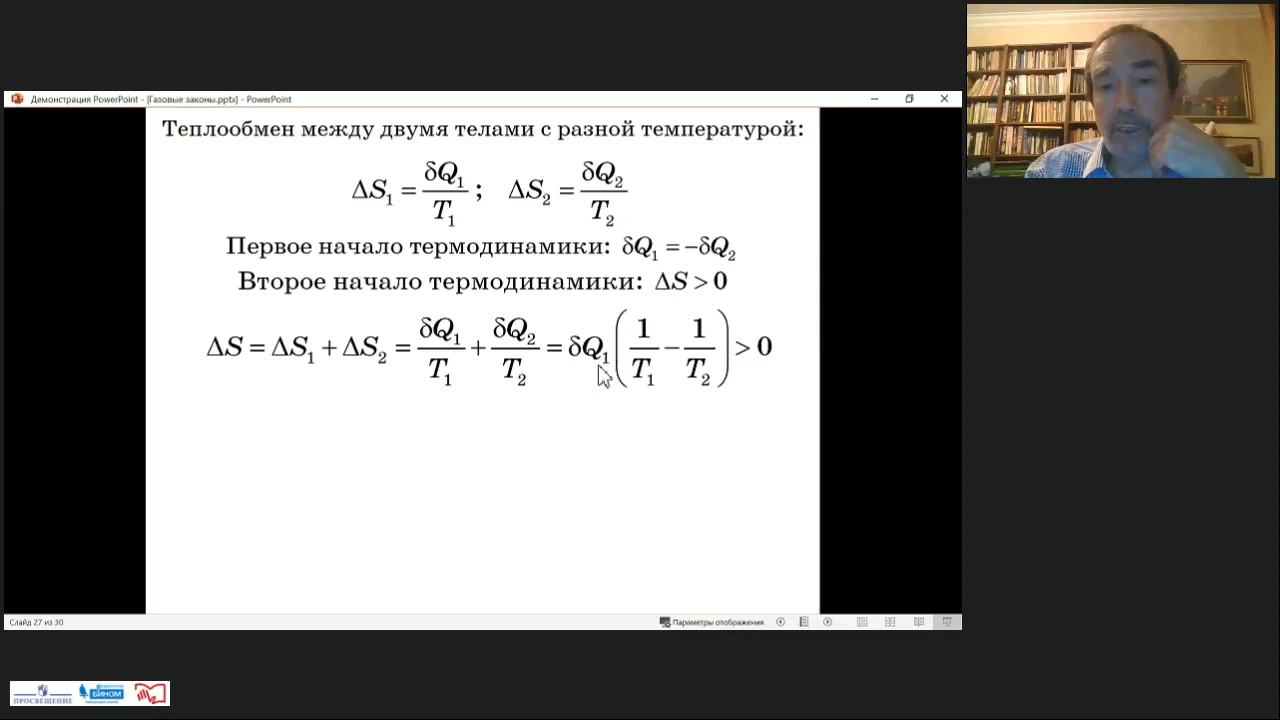 Демонстрация PowerPoint - [Газовые законы.pptx] - PowerPoint
Теплообмен между двумя телами с разной температурой:
ΔS₁ = δQ₁/T₁ ; ΔS₂ = δQ₂/T₂
Первое начало термодинамики: δQ₁ = −δQ₂
Второе начало термодинамики: ΔS > 0
ΔS = ΔS₁ + ΔS₂ = δQ₁/T₁ + δQ₂/T₂ = δQ₁(1/T₁ − 1/T₂) > 0
Слайд 27 из 30
Параметры отображения
ПРОСВЕЩЕНИЕ
БИНОМ